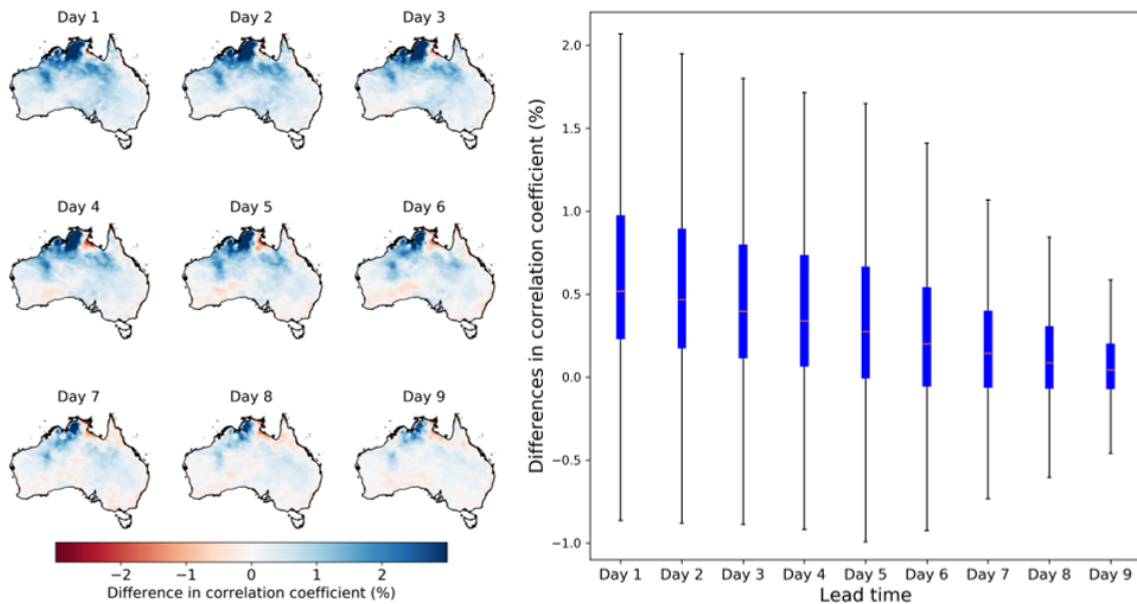 Day 1 Day 2 Day 3
Day 4 Day 5 Day 6
Day 7 Day 8 Day 9
−2 −1 0 1 2
Difference in correlation coefficient (%)
Differences in correlation coefficient (%)
2.0
1.5
1.0
0.5
0.0
−0.5
−1.0
Day 1 Day 2 Day 3 Day 4 Day 5 Day 6 Day 7 Day 8 Day 9
Lead time